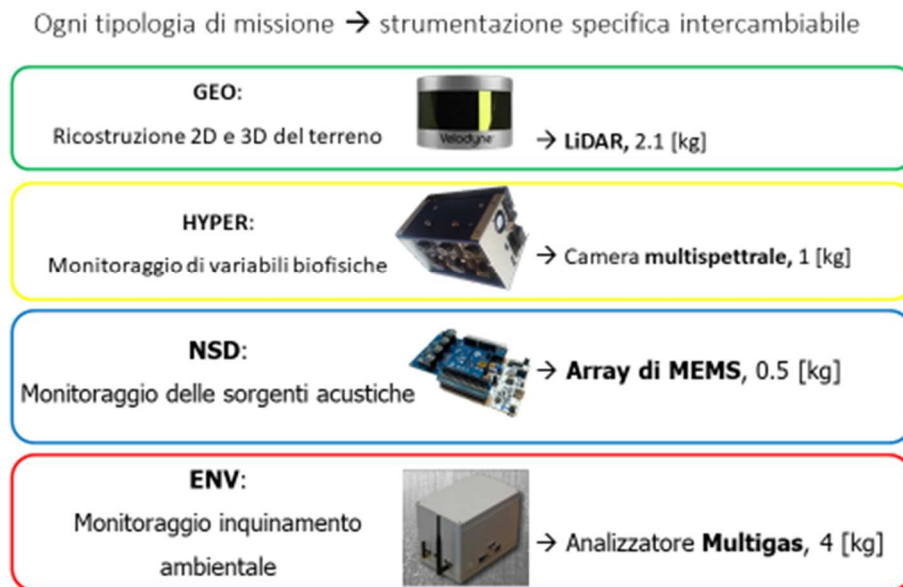 Ogni tipologia di missione → strumentazione specifica intercambiabile
GEO:
Ricostruzione 2D e 3D del terreno
Velodyne
→ LiDAR, 2.1 [kg]
HYPER:
Monitoraggio di variabili biofisiche
→ Camera multispettrale, 1 [kg]
NSD:
Monitoraggio delle sorgenti acustiche
→ Array di MEMS, 0.5 [kg]
ENV:
Monitoraggio inquinamento
ambientale
→ Analizzatore Multigas, 4 [kg]